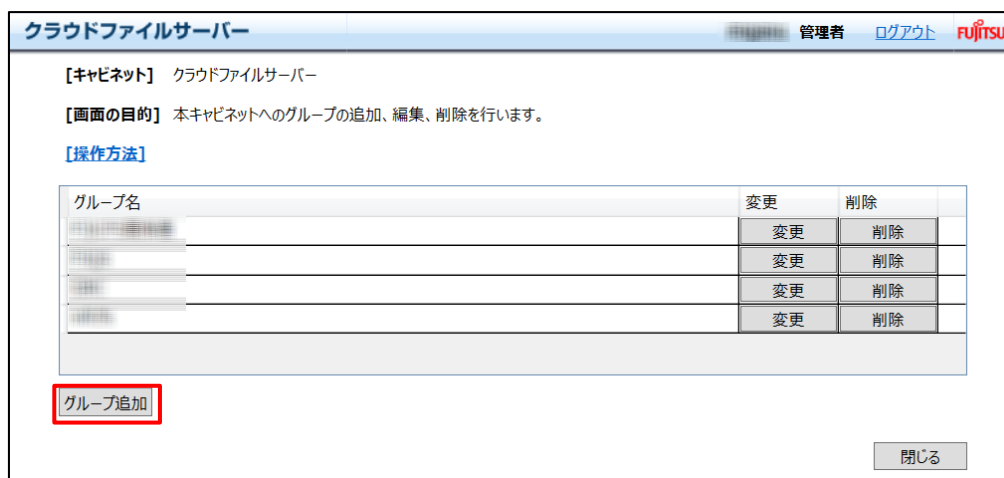 クラウドファイルサーバー 管理者 ログアウト FUJITSU
[キャビネット] クラウドファイルサーバー
[画面の目的] 本キャビネットへのグループの追加、編集、削除を行います。
[操作方法]
グループ名 変更 削除
変更 削除
変更 削除
変更 削除
変更 削除
グループ追加
閉じる